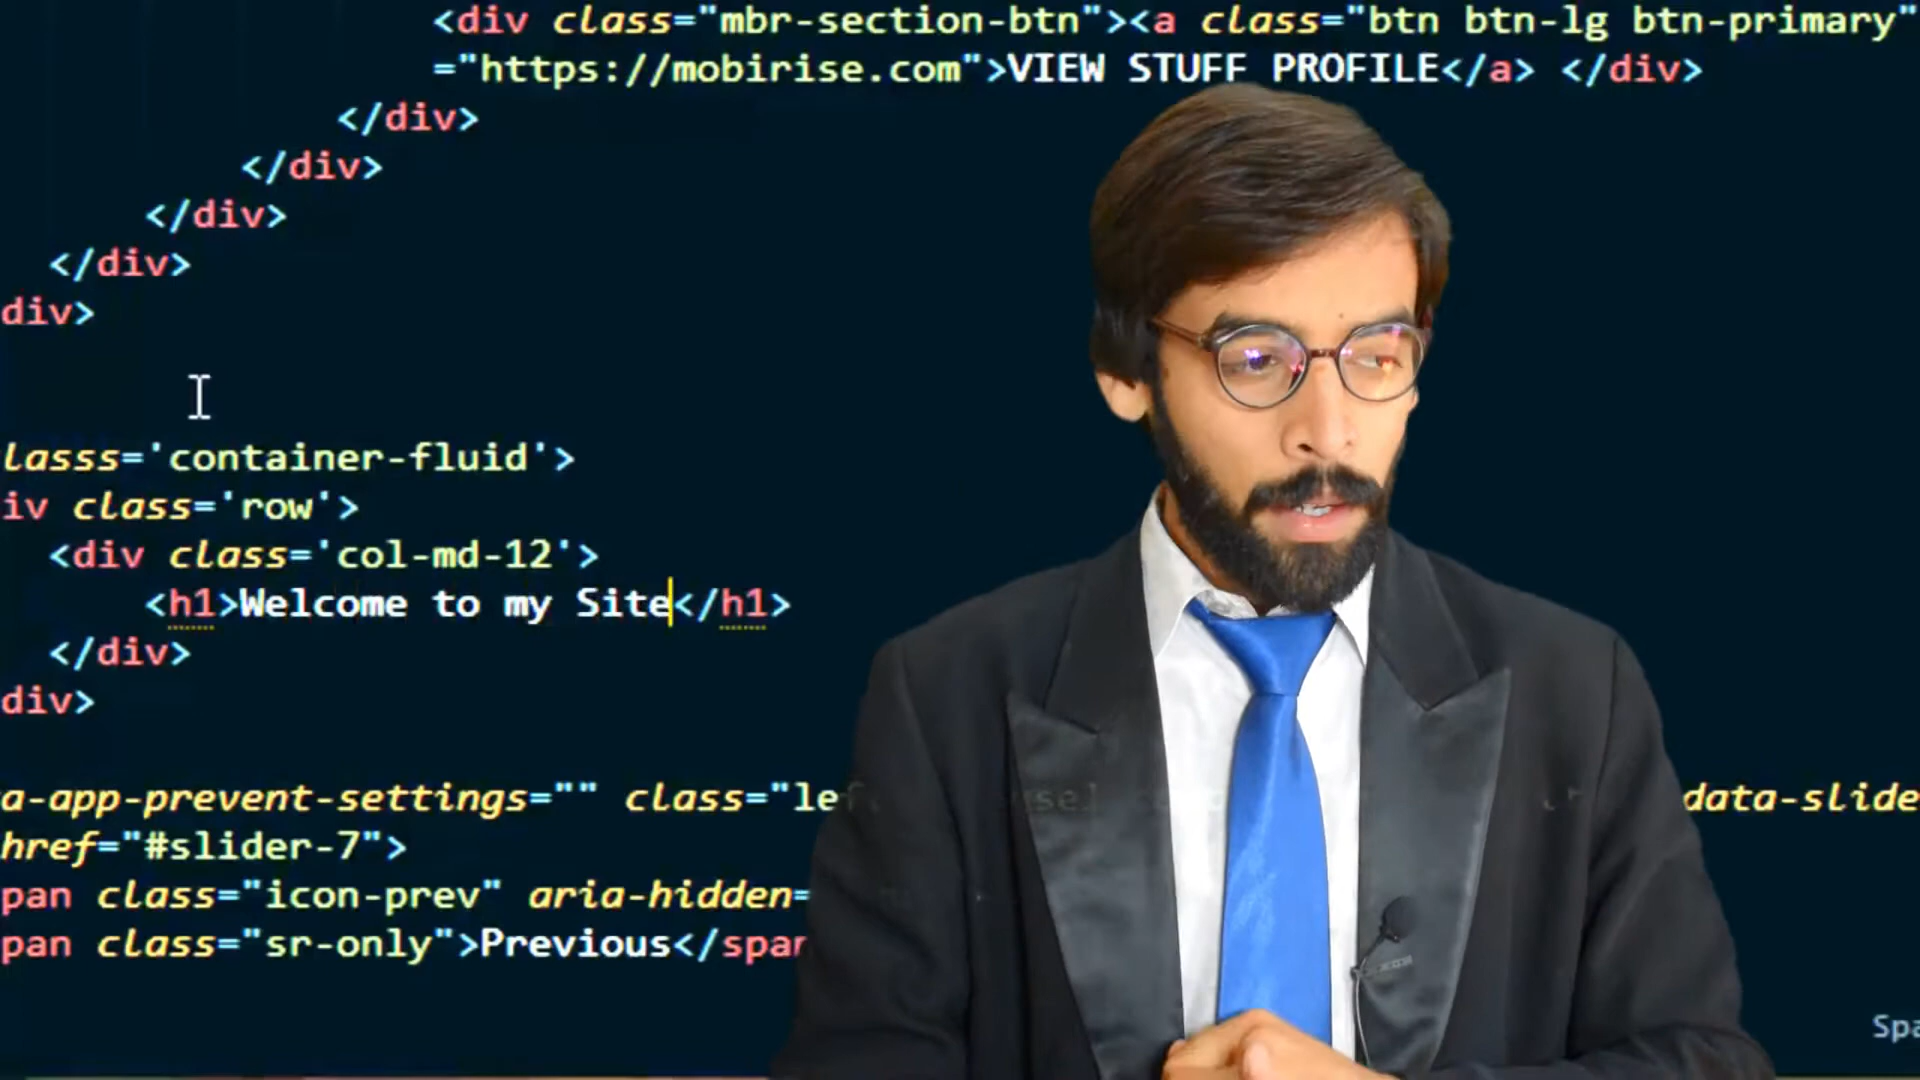 <div class="mbr-section-btn"><a class="btn btn-lg btn-primary"
="https://mobirise.com">VIEW STUFF PROFILE</a> </div>
</div>
</div>
</div>
</div>
div>
lasss='container-fluid'>
iv class='row'>
<div class='col-md-12'>
<h1>Welcome to my Site</h1>
</div>
div>
a-app-prevent-settings="" class="lef data-slide
href="#slider-7">
pan class="icon-prev" aria-hidden=
pan class="sr-only">Previous</span
Spa